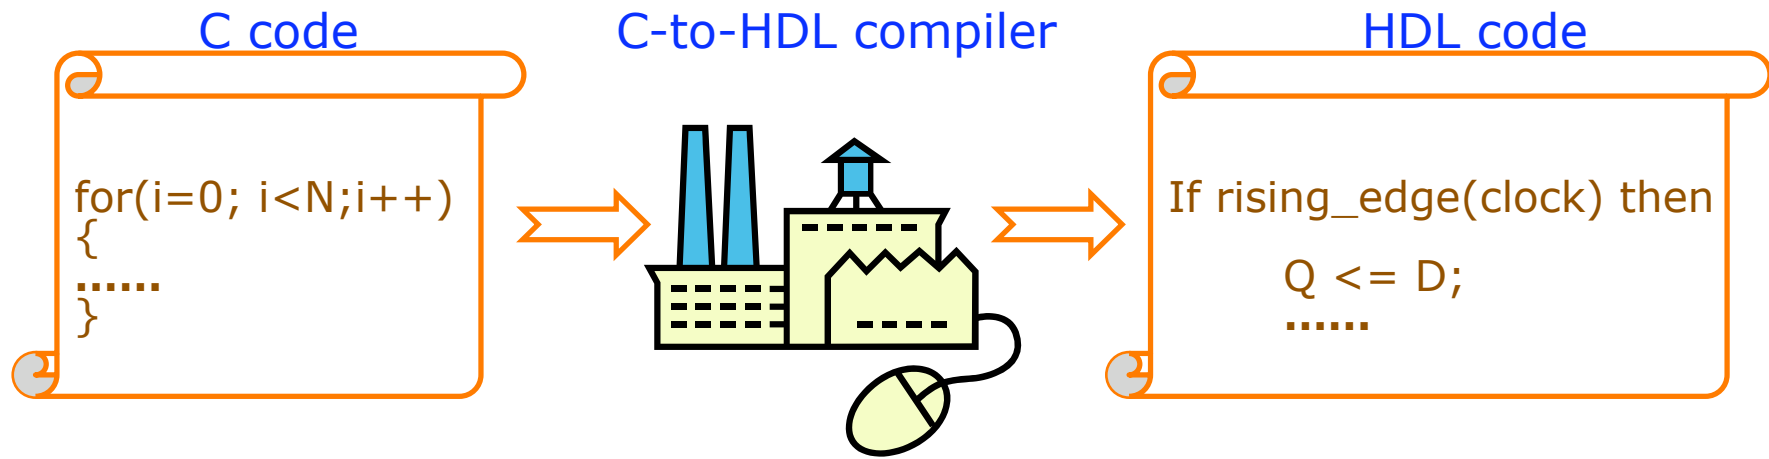 C code
C-to-HDL compiler
HDL code
for(i=0; i<N;i++)
{
......
}
If rising_edge(clock) then
Q <= D;
......